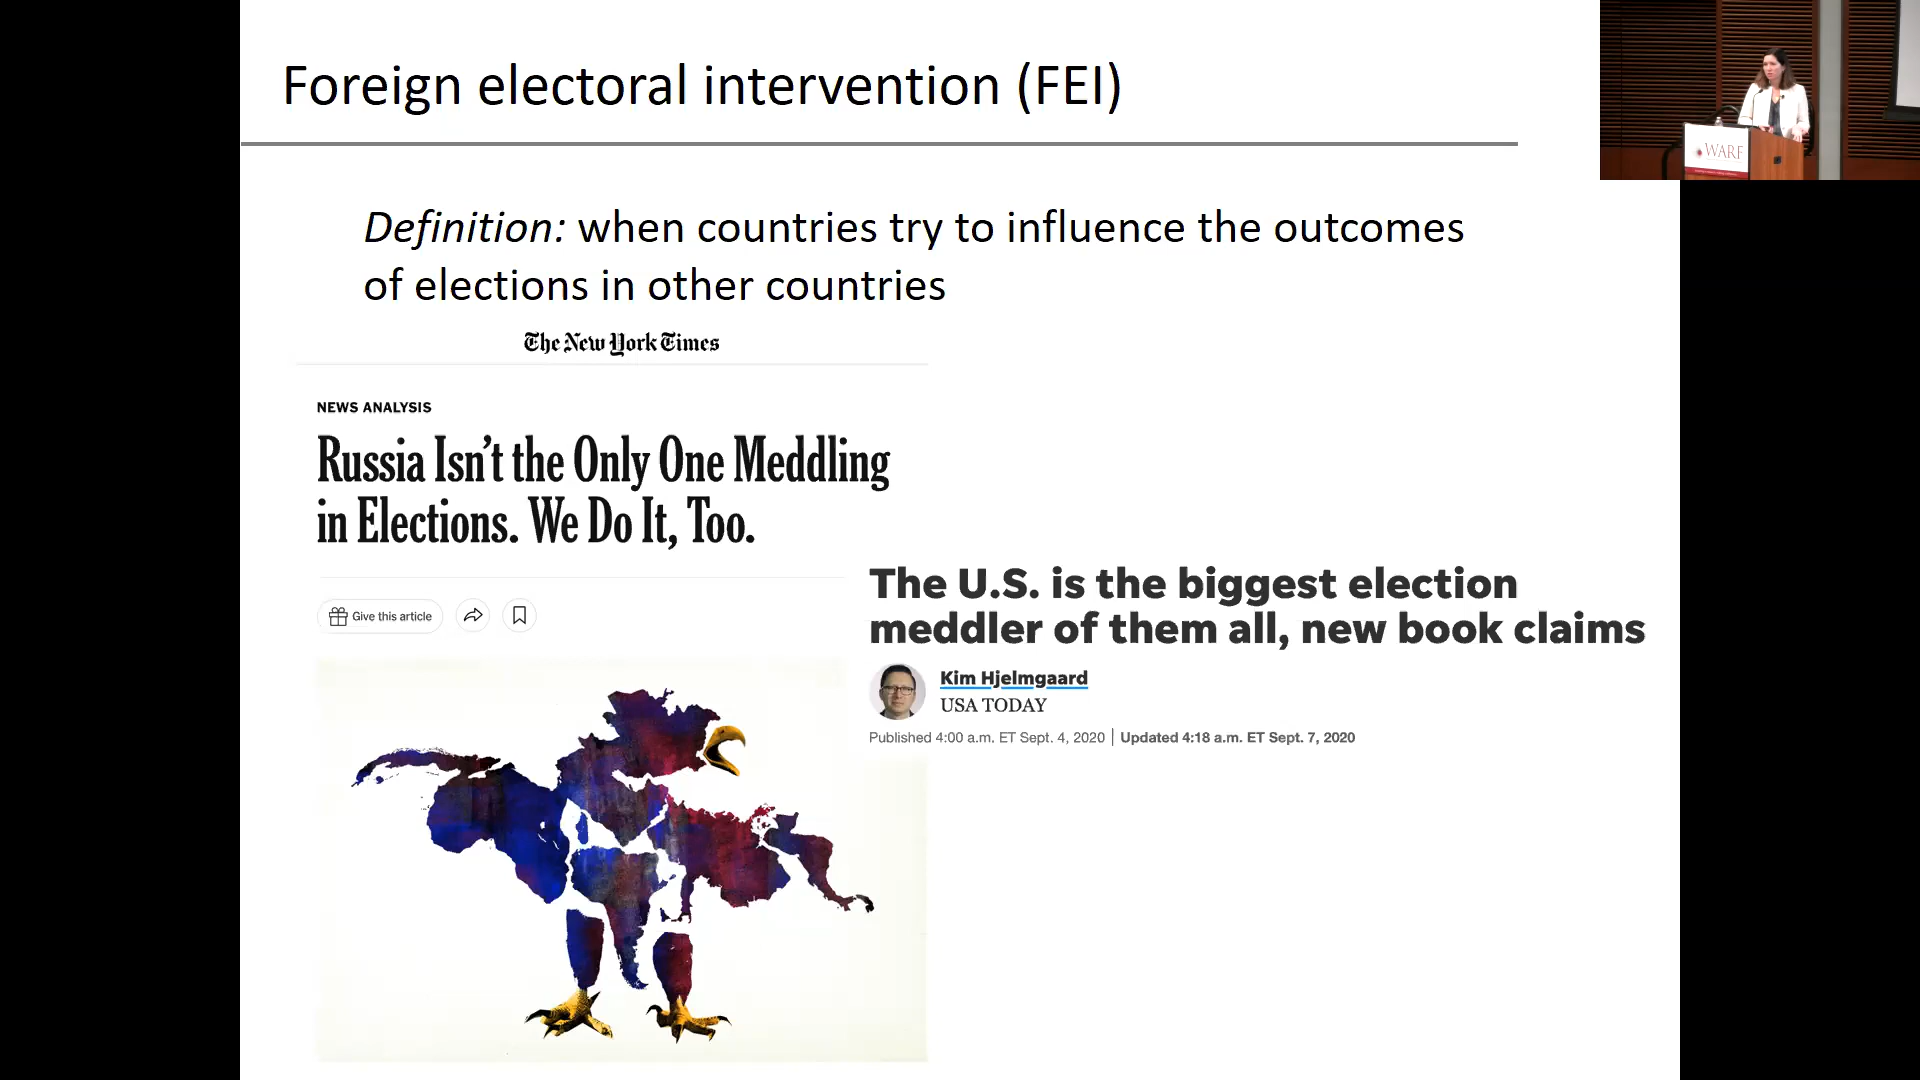 Foreign electoral intervention (FEI)
Definition: when countries try to influence the outcomes
of elections in other countries
The New York Times
NEWS ANALYSIS
Russia Isn't the Only One Meddling
in Elections. We Do It, Too.
Give this article
The U.S. is the biggest election
meddler of them all, new book claims
Kim Hjelmgaard
USA TODAY
Published 4:00 a.m. ET Sept. 4, 2020 | Updated 4:18 a.m. ET Sept. 7, 2020
WARF